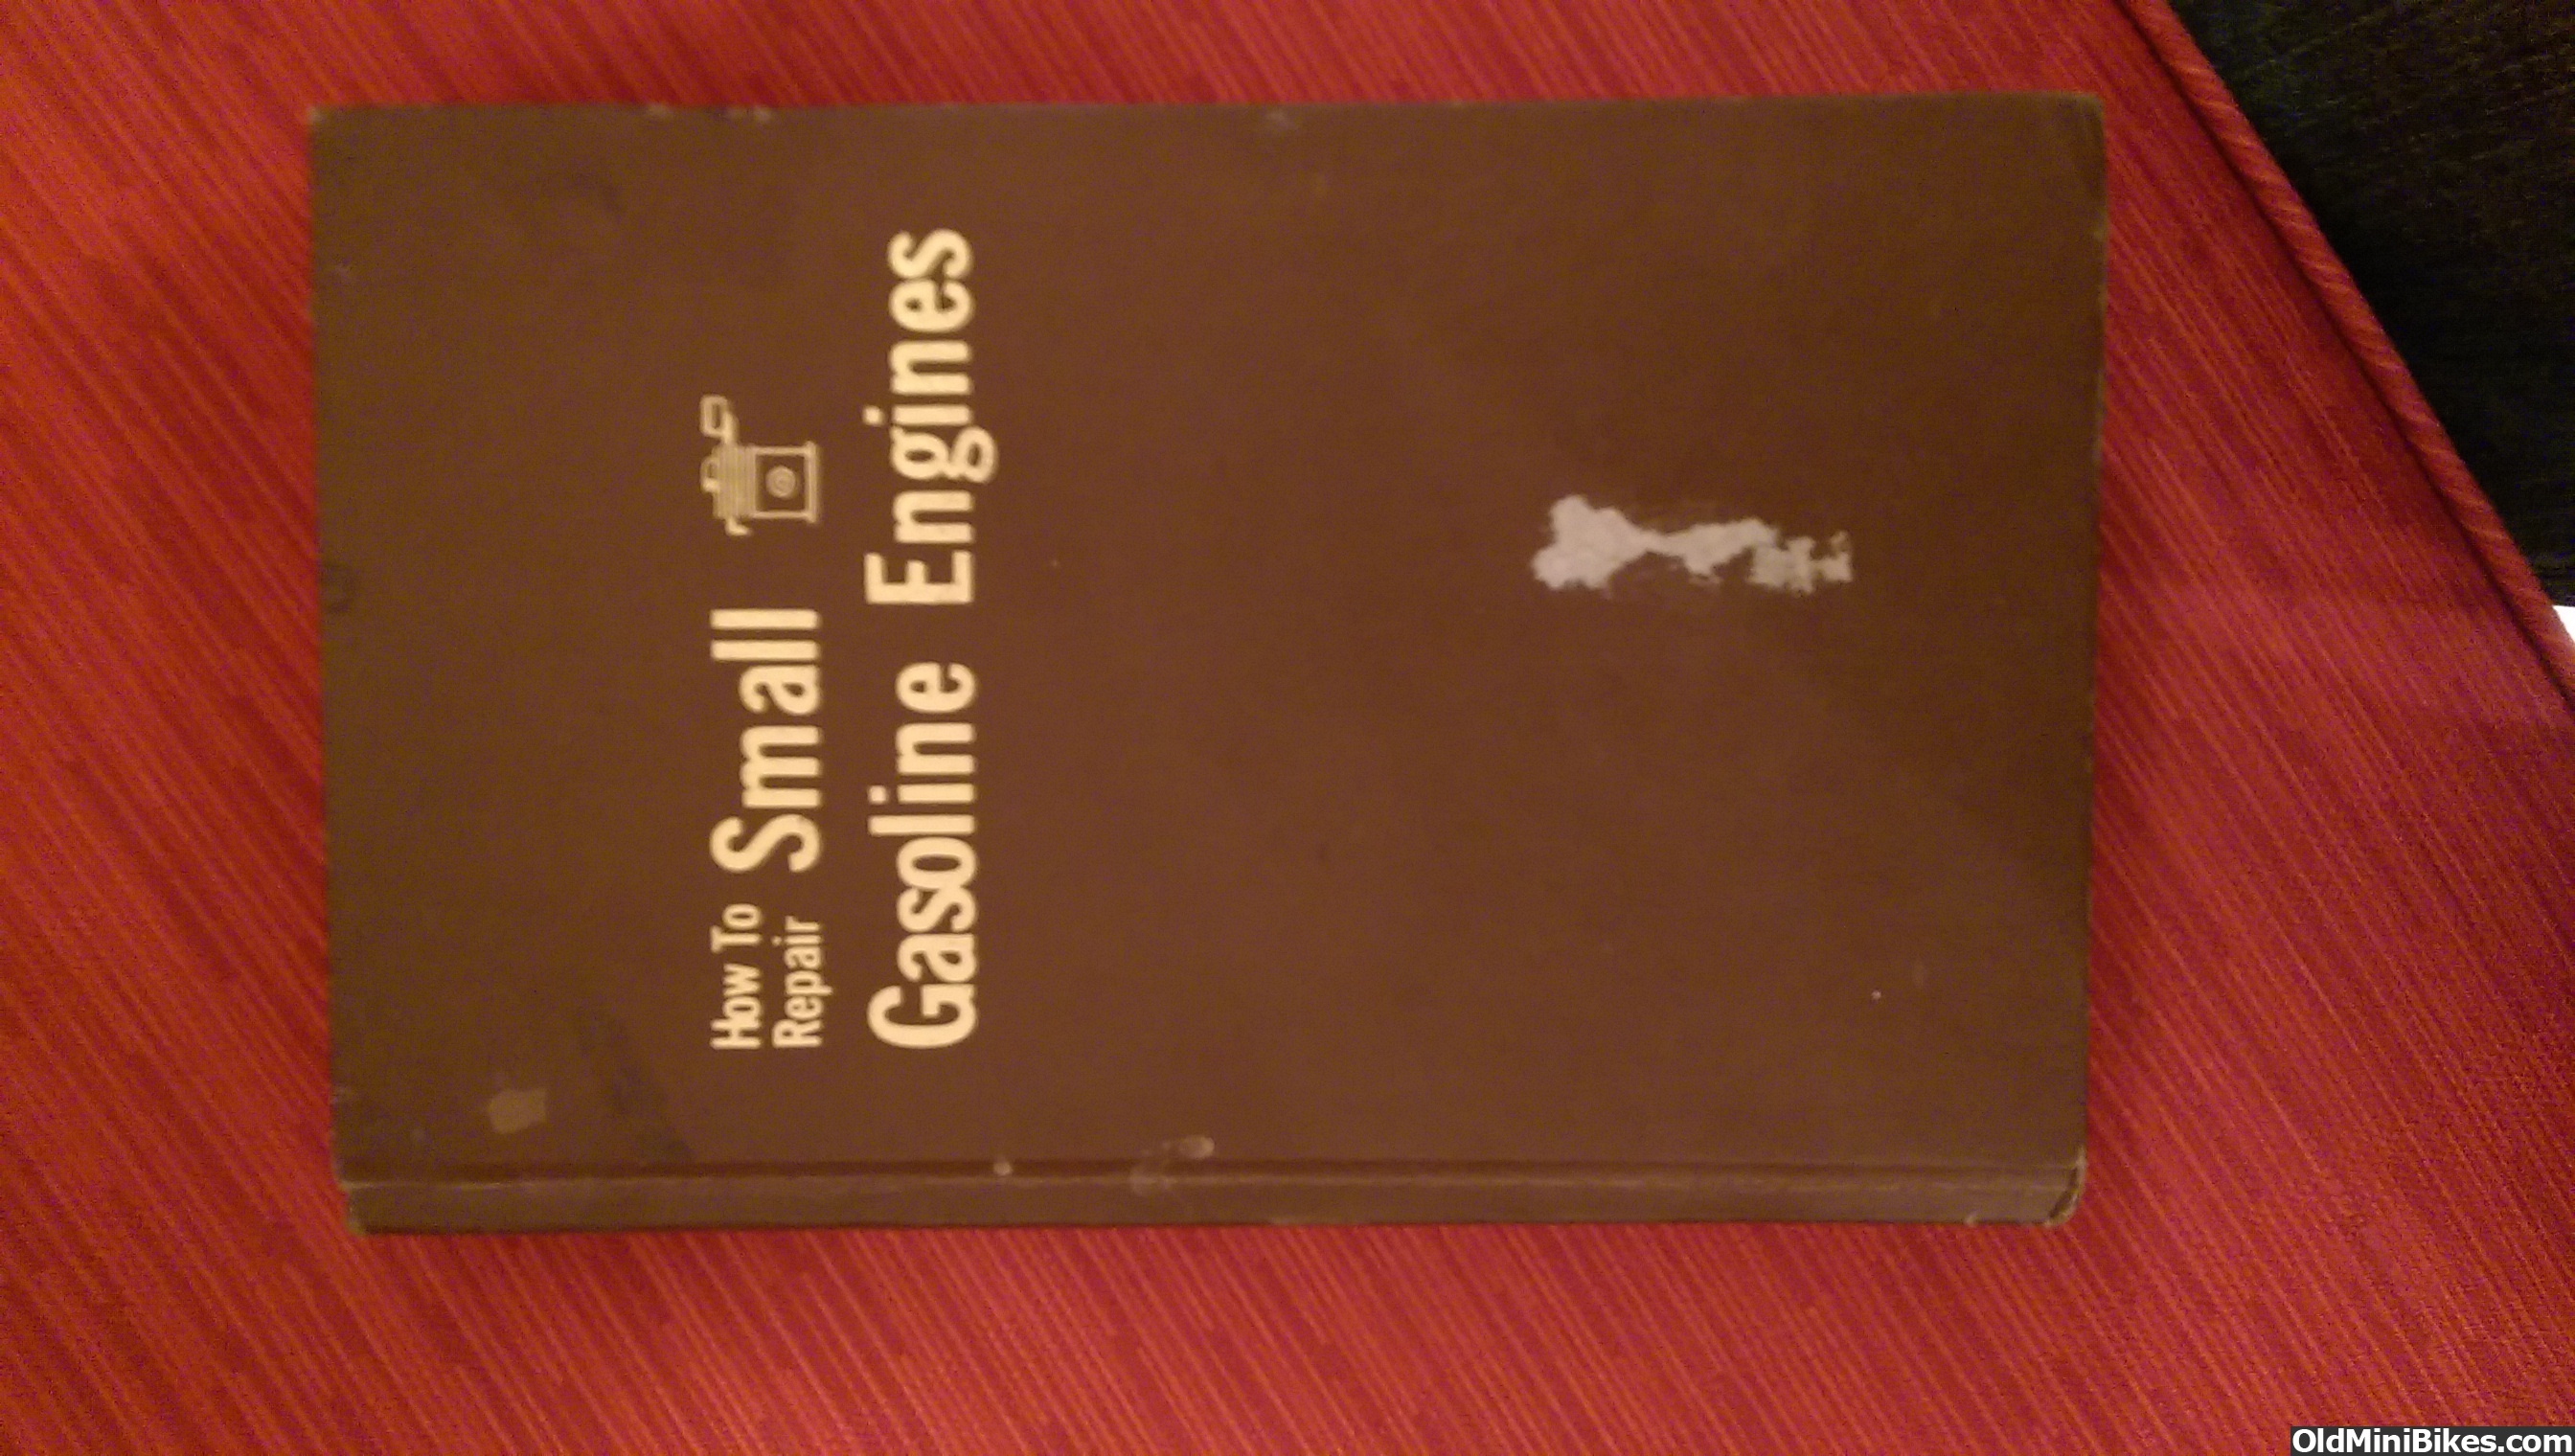 How To
Repair Small
Gasoline Engines
OldMiniBikes.com